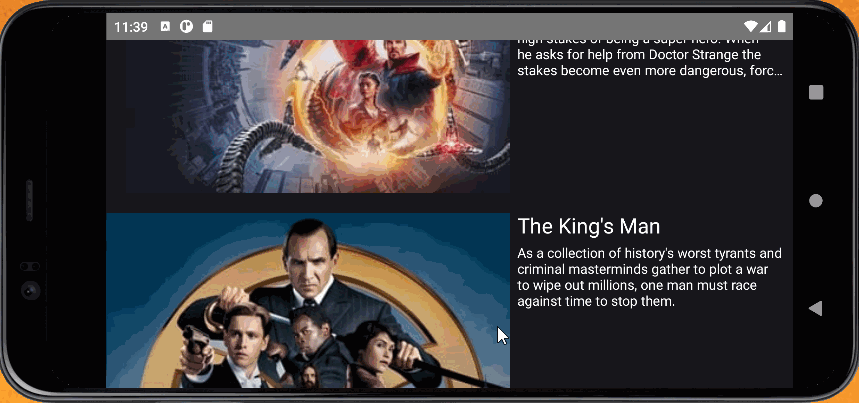 11:39
high stakes of being a super-hero. When
he asks for help from Doctor Strange the
stakes become even more dangerous, forc...
The King's Man
As a collection of history's worst tyrants and
criminal masterminds gather to plot a war
to wipe out millions, one man must race
against time to stop them.